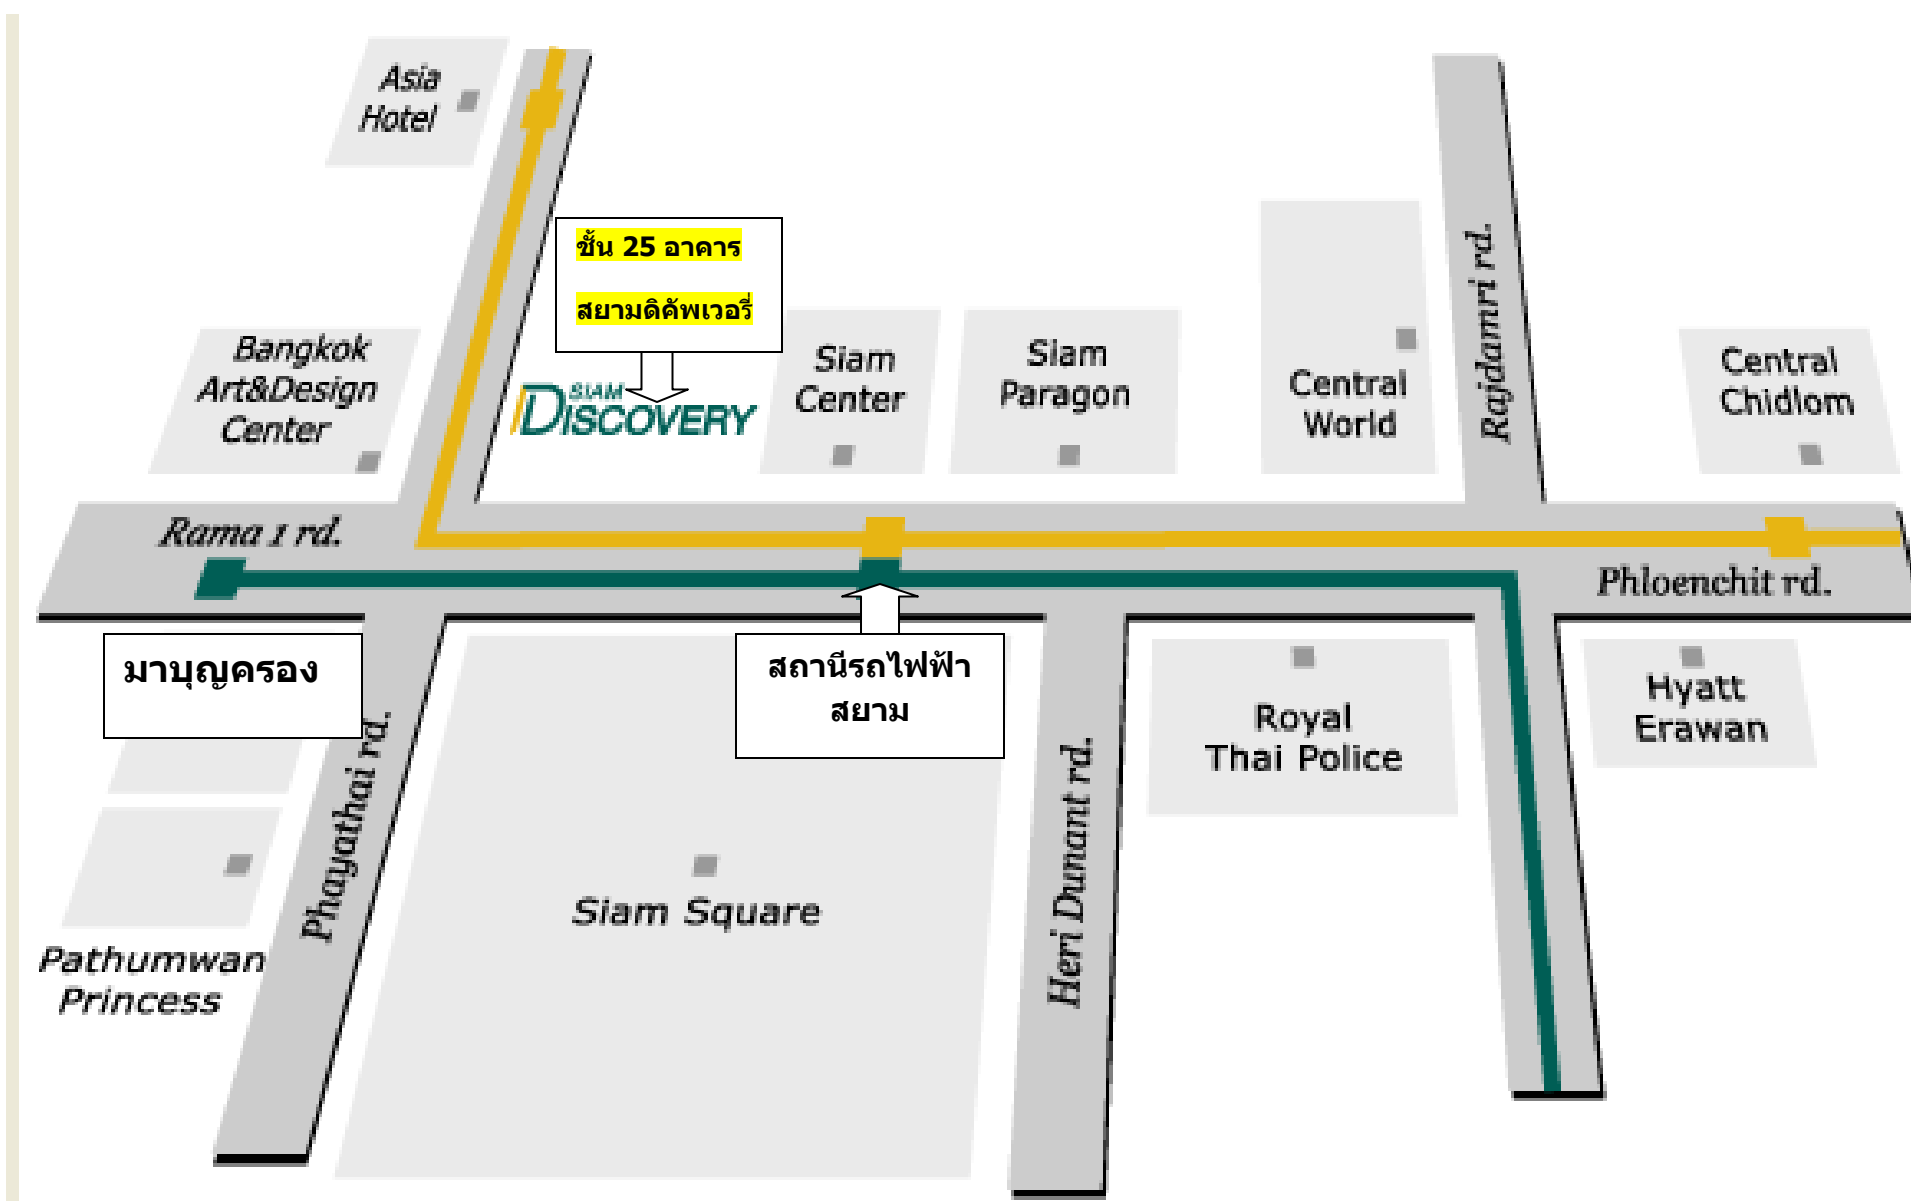 Asia
Hotel
ชั้น 25 อาคาร
สยามดิคัพเวอรี่
SIAM
DISCOVERY
Bangkok
Art&Design
Center
Siam
Center
Siam
Paragon
Central
World
Rajdamri rd.
Central
Chidlom
Rama 1 rd.
Phloenchit rd.
มาบุญครอง
สถานีรถไฟฟ้า
สยาม
Phayathai rd.
Siam Square
Heri Dunant rd.
Royal
Thai Police
Hyatt
Erawan
Pathumwan
Princess